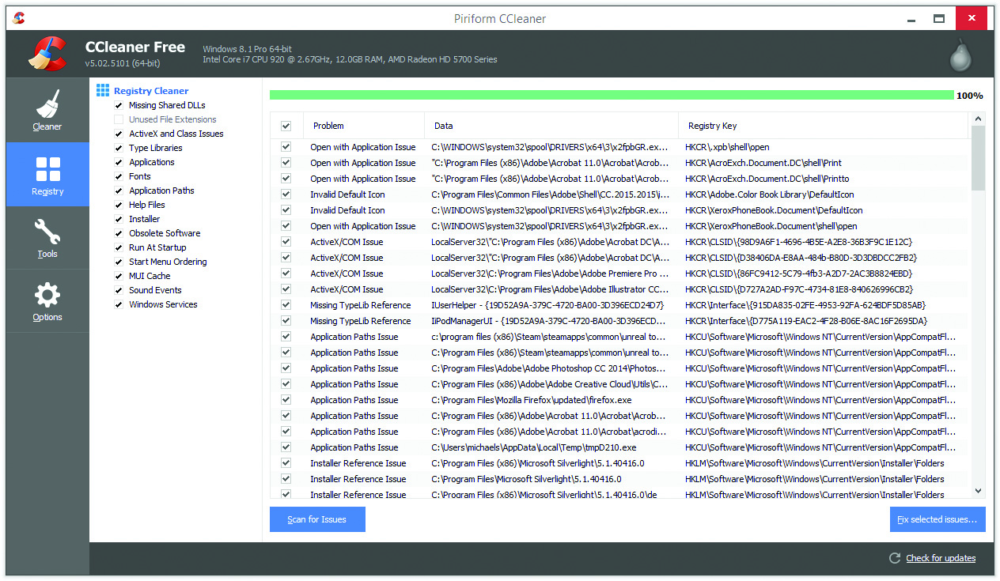 Piriform CCleaner
CCleaner Free
v5.02.5101 (64-bit)
Windows 8.1 Pro 64-bit
Intel Core i7 CPU 920 @ 2.67GHz, 12.0GB RAM, AMD Radeon HD 5700 Series
Cleaner
Registry
Tools
Options
Registry Cleaner
Missing Shared DLLs
Unused File Extensions
ActiveX and Class Issues
Type Libraries
Applications
Fonts
Application Paths
Help Files
Installer
Obsolete Software
Run At Startup
Start Menu Ordering
MUI Cache
Sound Events
Windows Services
100%
Problem Data Registry Key
Open with Application Issue C:\WINDOWS\system32\spool\DRIVERS\x64\3\x2fpbGR.ex... HKCR\.xpb\shell\open
Open with Application Issue "C:\Program Files (x86)\Adobe\Acrobat 11.0\Acrobat\Acrob... HKCR\AcroExch.Document.DC\shell\Print
Open with Application Issue "C:\Program Files (x86)\Adobe\Acrobat 11.0\Acrobat\Acrob... HKCR\AcroExch.Document.DC\shell\Printto
Invalid Default Icon C:\Program Files\Common Files\Adobe\Shell\CC.2015.2015\i... HKCR\Adobe.Color Book Library\DefaultIcon
Invalid Default Icon C:\WINDOWS\system32\spool\DRIVERS\x64\3\x2fpbGR.ex... HKCR\XeroxPhoneBook.Document\DefaultIcon
Open with Application Issue C:\WINDOWS\system32\spool\DRIVERS\x64\3\x2fpbGR.ex... HKCR\XeroxPhoneBook.Document\shell\open
ActiveX/COM Issue LocalServer32\"C:\Program Files (x86)\Adobe\Acrobat DC\A... HKCR\CLSID\{98D9A6F1-4696-4B5E-A2E8-36B3F9C1E12C}
ActiveX/COM Issue LocalServer32\"C:\Program Files (x86)\Adobe\Acrobat DC\A... HKCR\CLSID\{D38406DA-E8AA-484b-B80D-3D3DBDCC2FB2}
ActiveX/COM Issue LocalServer32\C:\Program Files\Adobe\Adobe Premiere Pro ... HKCR\CLSID\{86FC9412-5C79-4fb3-A2D7-2AC3B8824EBD}
ActiveX/COM Issue LocalServer32\C:\Program Files\Adobe\Adobe Illustrator CC... HKCR\CLSID\{D727A2AD-F97C-4734-81E8-840626996CB2}
Missing TypeLib Reference IUserHelper - {19D52A9A-379C-4720-BA00-3D396ECD24D7} HKCR\Interface\{915DA835-02FE-4953-92FA-624BDF5D85AB}
Missing TypeLib Reference IiPodManagerUI - {19D52A9A-379C-4720-BA00-3D396ECD... HKCR\Interface\{D775A119-EAC2-4F28-B06E-8AC16F2695DA}
Application Paths Issue c:\program files (x86)\Steam\steamapps\common\unreal to... HKCU\Software\Microsoft\Windows NT\CurrentVersion\AppCompatFl...
Application Paths Issue C:\Program Files (x86)\Steam\steamapps\common\unreal to... HKCU\Software\Microsoft\Windows NT\CurrentVersion\AppCompatFl...
Application Paths Issue C:\Program Files\Adobe\Adobe Photoshop CC 2014\Photos... HKCU\Software\Microsoft\Windows NT\CurrentVersion\AppCompatFl...
Application Paths Issue C:\Program Files (x86)\Adobe\Adobe Creative Cloud\Utils\C... HKCU\Software\Microsoft\Windows NT\CurrentVersion\AppCompatFl...
Application Paths Issue C:\Program Files\Mozilla Firefox\updated\firefox.exe HKCU\Software\Microsoft\Windows NT\CurrentVersion\AppCompatFl...
Application Paths Issue C:\Program Files (x86)\Adobe\Acrobat 11.0\Acrobat\Acrob... HKCU\Software\Microsoft\Windows NT\CurrentVersion\AppCompatFl...
Application Paths Issue C:\Program Files (x86)\Adobe\Acrobat 11.0\Acrobat\acrodi... HKCU\Software\Microsoft\Windows NT\CurrentVersion\AppCompatFl...
Application Paths Issue C:\Users\michaels\AppData\Local\Temp\tmpD210.exe HKCU\Software\Microsoft\Windows NT\CurrentVersion\AppCompatFl...
Installer Reference Issue C:\Program Files (x86)\Microsoft Silverlight\5.1.40416.0 HKLM\Software\Microsoft\Windows\CurrentVersion\Installer\Folders
Installer Reference Issue C:\Program Files\Microsoft Silverlight\5.1.40416.0 HKLM\Software\Microsoft\Windows\CurrentVersion\Installer\Folders
Installer Reference Issue C:\Program Files (x86)\Microsoft Silverlight\5.1.40416.0\de HKLM\Software\Microsoft\Windows\CurrentVersion\Installer\Folders
Scan for Issues
Fix selected issues...
Check for updates